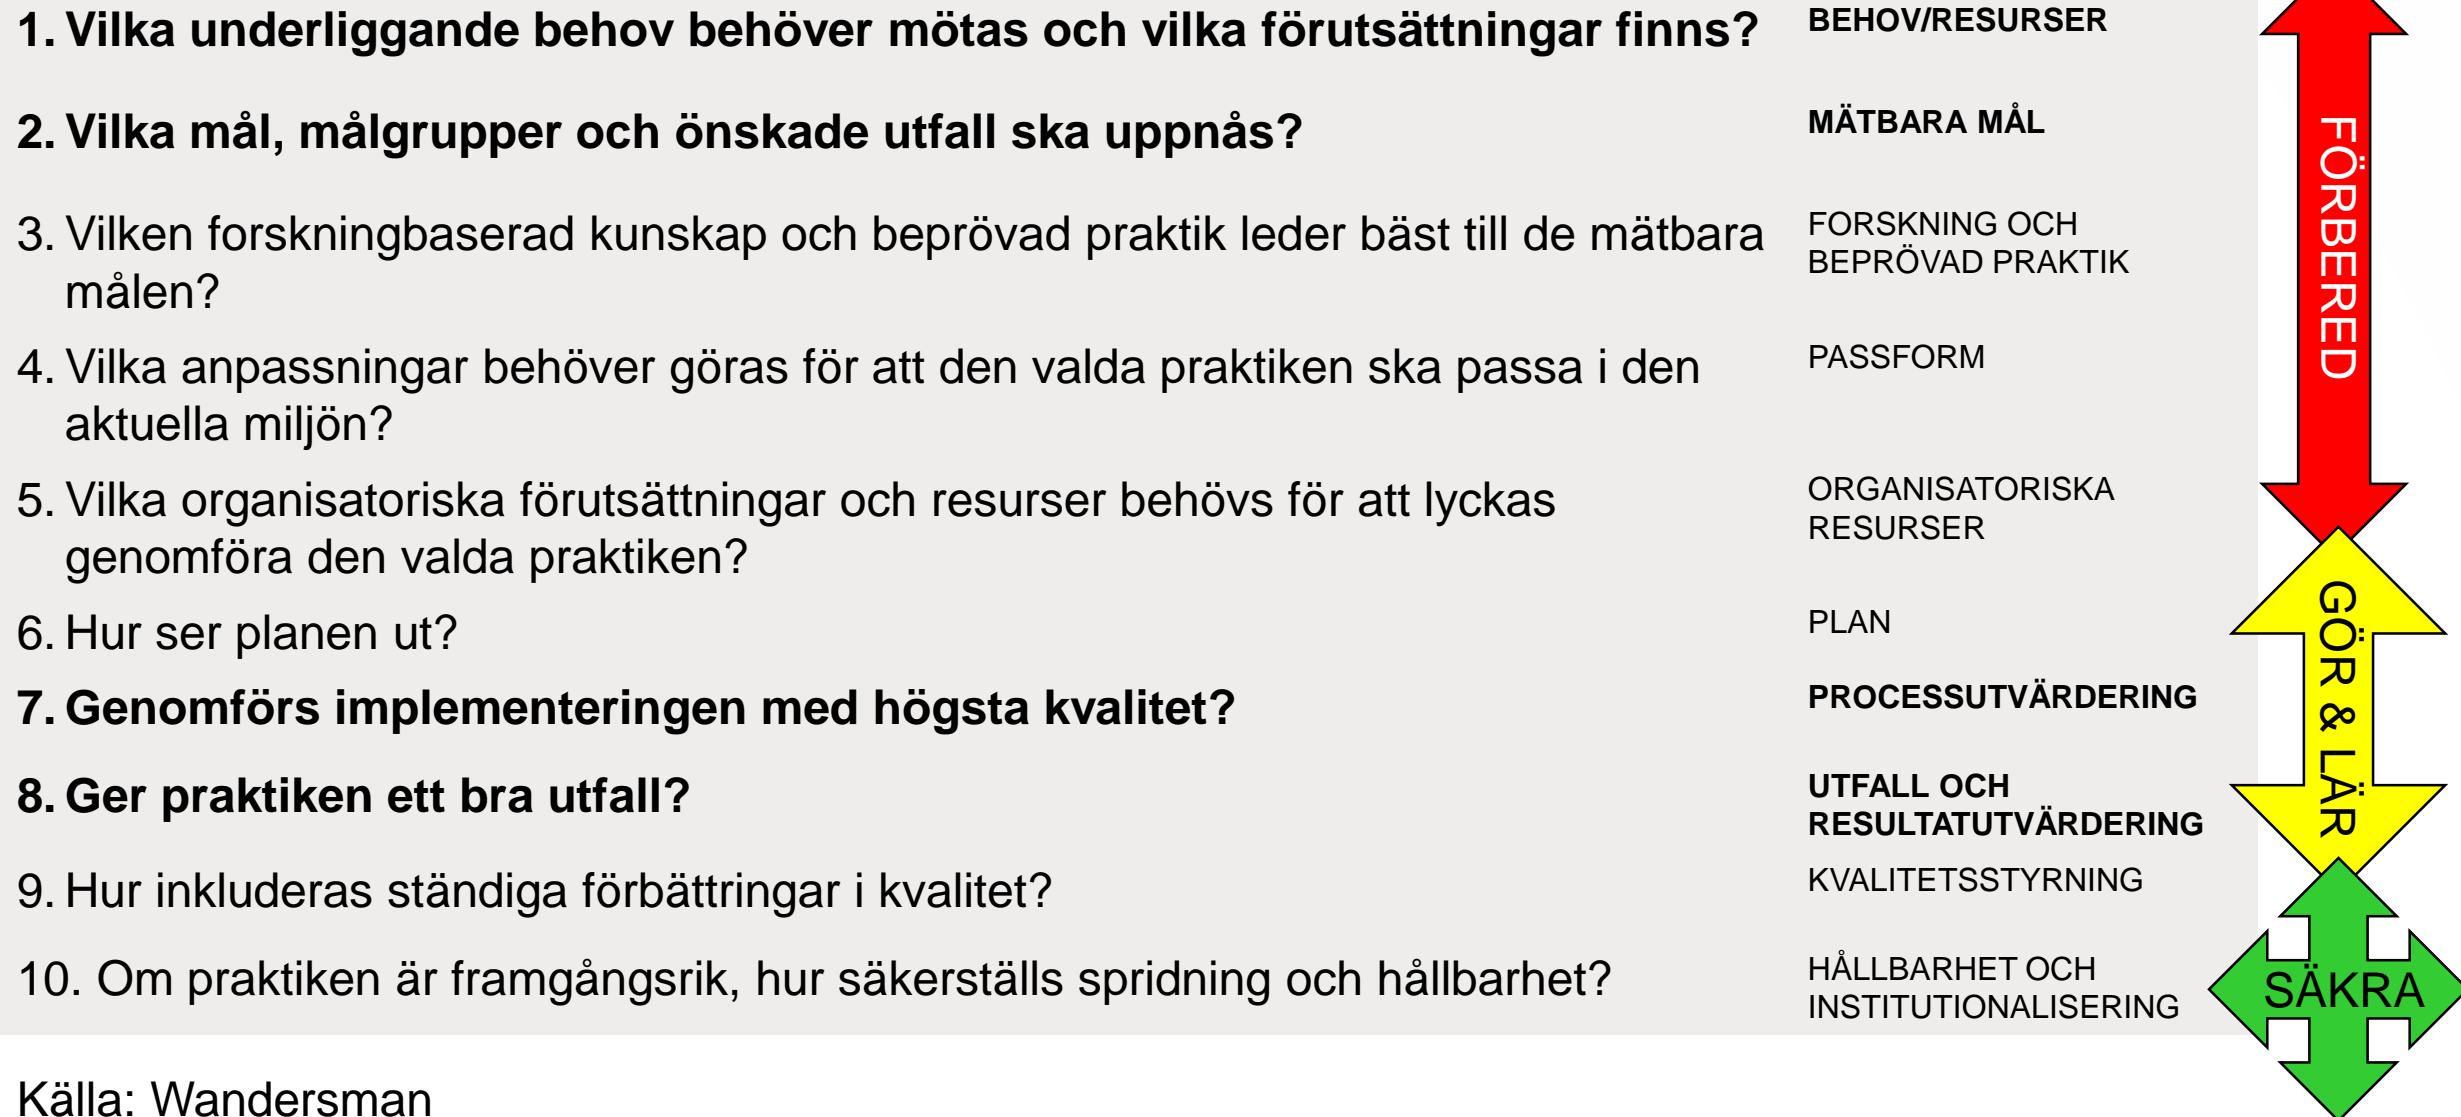 1. Vilka underliggande behov behöver mötas och vilka förutsättningar finns?
BEHOV/RESURSER
2. Vilka mål, målgrupper och önskade utfall ska uppnås?
MÄTBARA MÅL
3. Vilken forskningbaserad kunskap och beprövad praktik leder bäst till de mätbara
målen?
FORSKNING OCH
BEPRÖVAD PRAKTIK
4. Vilka anpassningar behöver göras för att den valda praktiken ska passa i den
aktuella miljön?
PASSFORM
5. Vilka organisatoriska förutsättningar och resurser behövs för att lyckas
genomföra den valda praktiken?
ORGANISATORISKA
RESURSER
6. Hur ser planen ut?
PLAN
7. Genomförs implementeringen med högsta kvalitet?
PROCESSUTVÄRDERING
8. Ger praktiken ett bra utfall?
UTFALL OCH
RESULTATUTVÄRDERING
9. Hur inkluderas ständiga förbättringar i kvalitet?
KVALITETSSTYRNING
10. Om praktiken är framgångsrik, hur säkerställs spridning och hållbarhet?
HÅLLBARHET OCH
INSTITUTIONALISERING
FÖRBERED
GÖR & LÄR
SÄKRA
Källa: Wandersman